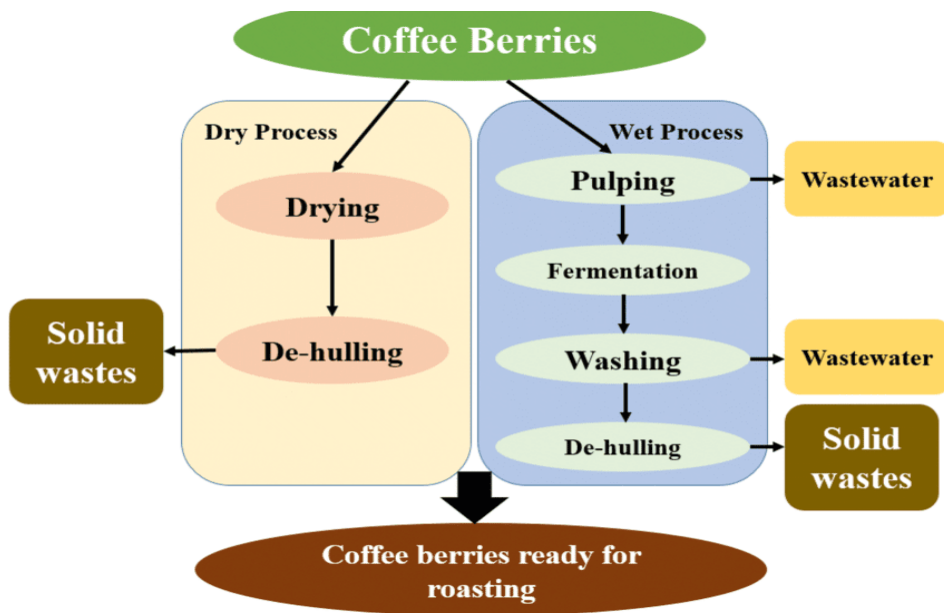 Coffee Berries
Dry Process
Drying
De-hulling
Solid
wastes
Wet Process
Pulping
Wastewater
Fermentation
Washing
Wastewater
De-hulling
Solid
wastes
Coffee berries ready for
roasting